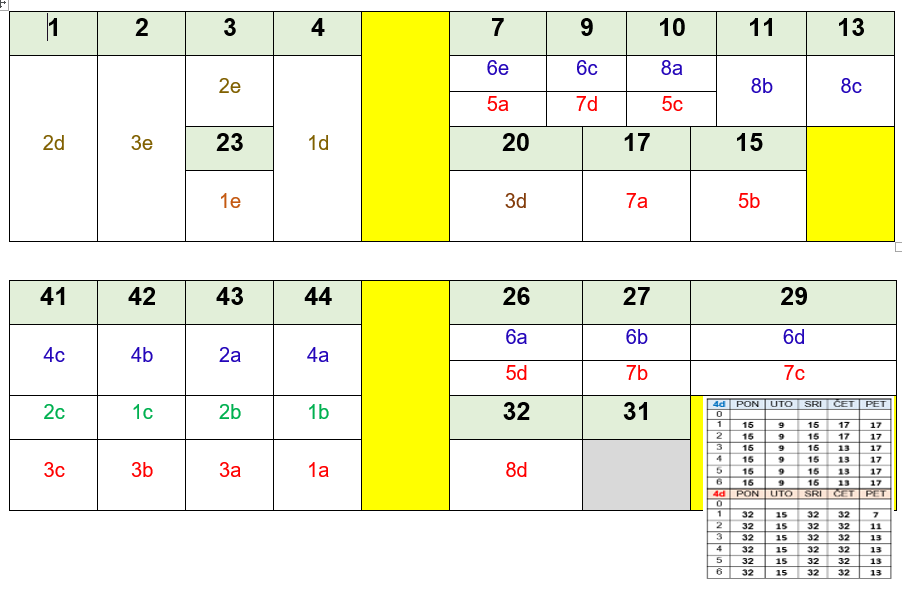 1 2 3 4 7 9 10 11 13
2d 3e 2e 1d 6e 6c 8a 8b 8c
5a 7d 5c
23 20 17 15
1e 3d 7a 5b
41 42 43 44 26 27 29
4c 4b 2a 4a 6a 6b 6d
5d 7b 7c
2c 1c 2b 1b 32 31
3c 3b 3a 1a 8d
4d PON UTO SRI ČET PET
0
1 15 9 15 17 17
2 15 9 15 17 17
3 15 9 15 13 17
4 15 9 15 13 17
5 15 9 15 13 17
6 15 9 15 13 17
4d PON UTO SRI ČET PET
0
1 32 15 32 32 7
2 32 15 32 32 11
3 32 15 32 32 13
4 32 15 32 32 13
5 32 15 32 32 13
6 32 15 32 32 13